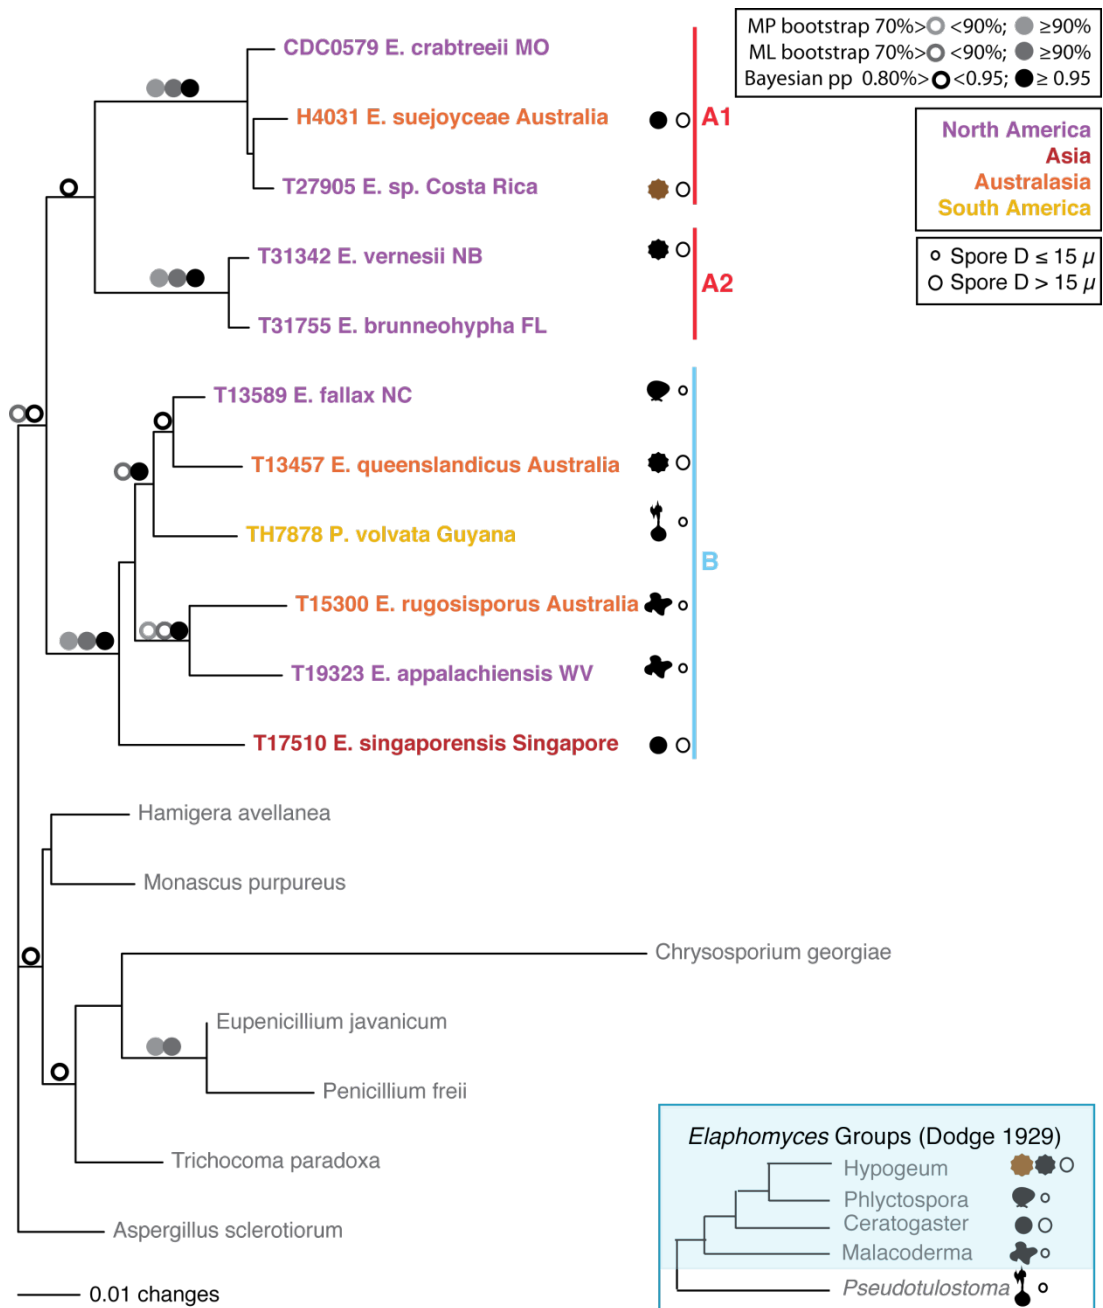 MP bootstrap 70%> <90%; ≥90%
ML bootstrap 70%> <90%; ≥90%
Bayesian pp 0.80%> <0.95; ≥ 0.95
North America
Asia
Australasia
South America
Spore D ≤ 15 µ
Spore D > 15 µ
CDC0579 E. crabtreeii MO
H4031 E. suejoyceae Australia
A1
T27905 E. sp. Costa Rica
T31342 E. vernesii NB
A2
T31755 E. brunneohypha FL
T13589 E. fallax NC
T13457 E. queenslandicus Australia
TH7878 P. volvata Guyana
B
T15300 E. rugosisporus Australia
T19323 E. appalachiensis WV
T17510 E. singaporensis Singapore
Hamigera avellanea
Monascus purpureus
Chrysosporium georgiae
Eupenicillium javanicum
Penicillium freii
Trichocoma paradoxa
Aspergillus sclerotiorum
0.01 changes
Elaphomyces Groups (Dodge 1929)
Hypogeum
Phlyctospora
Ceratogaster
Malacoderma
Pseudotulostoma